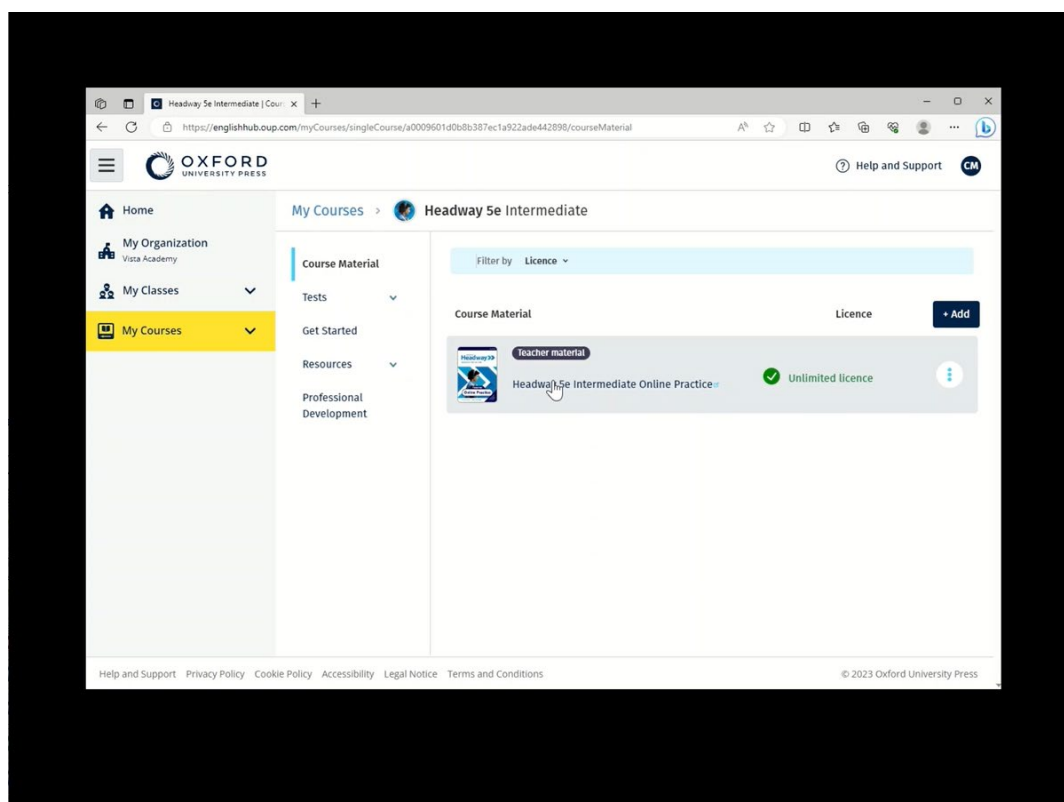 Headway 5e Intermediate | Cour
https://englishhub.oup.com/myCourses/singleCourse/a0009601d0b8b387ec1a922ade442898/courseMaterial
OXFORD
UNIVERSITY PRESS
Help and Support
CM
Home
My Organization
Vista Academy
My Classes
My Courses
My Courses > Headway 5e Intermediate
Course Material
Tests
Get Started
Resources
Professional
Development
Filter by Licence
Course Material Licence + Add
Headway
Online Practice
Teacher material
Headway 5e Intermediate Online Practice
Unlimited licence
Help and Support Privacy Policy Cookie Policy Accessibility Legal Notice Terms and Conditions
© 2023 Oxford University Press